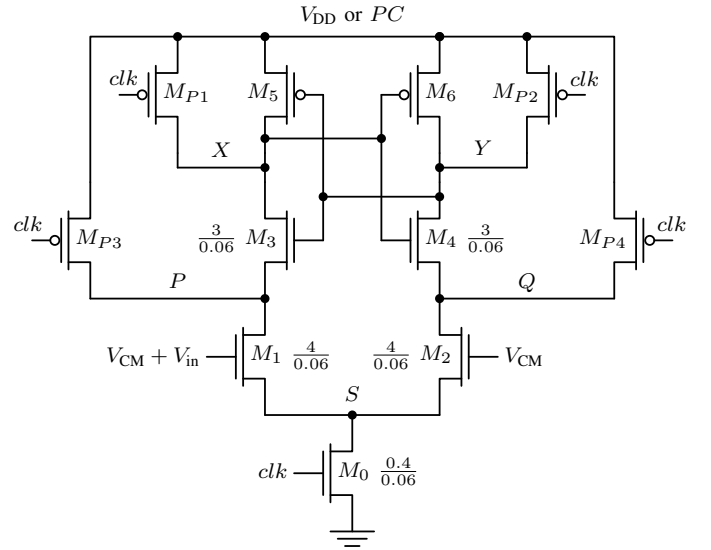 V_DD or PC
clk M_P1 M_5 M_6 M_P2 clk
X Y
clk M_P3 3/0.06 M_3 M_4 3/0.06 M_P4 clk
P Q
V_CM + V_in M_1 4/0.06 4/0.06 M_2 V_CM
S
clk M_0 0.4/0.06